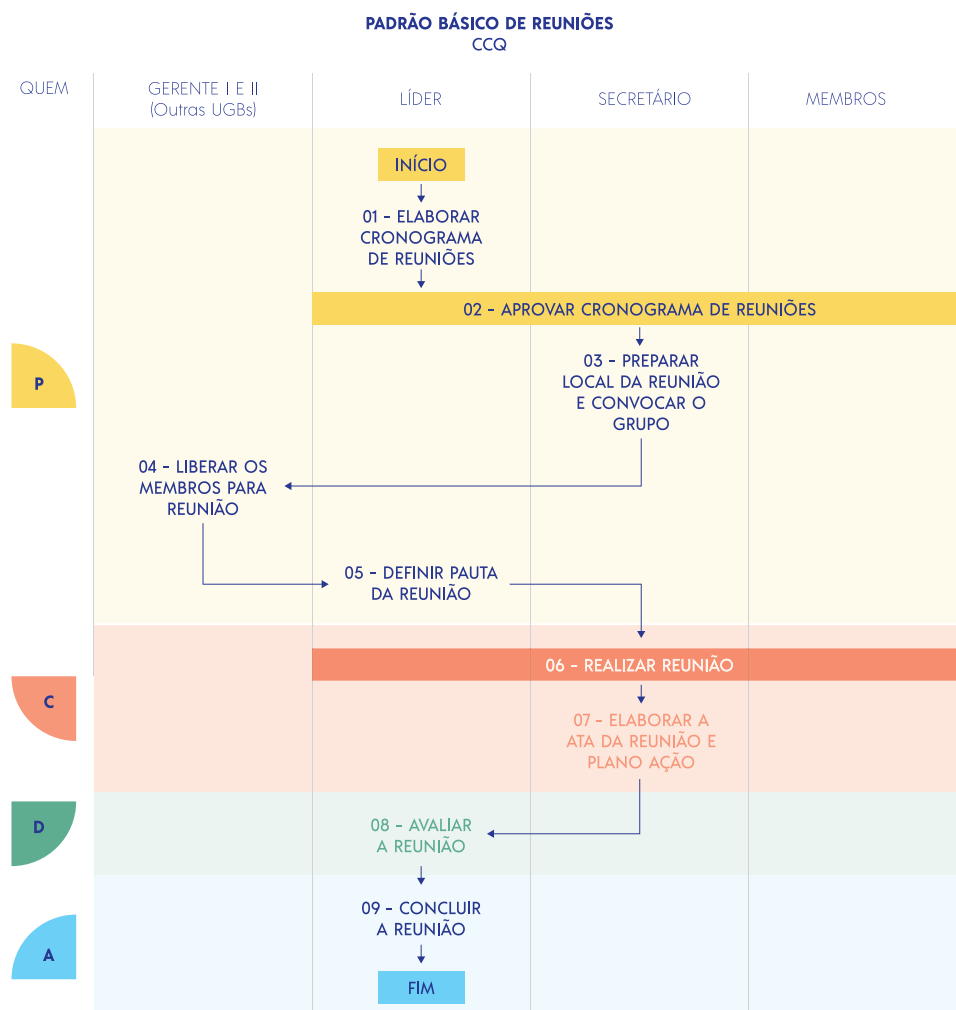 PADRÃO BÁSICO DE REUNIÕES
CCQ
QUEM
GERENTE I E II
(Outras UGBs)
LÍDER
SECRETÁRIO
MEMBROS
INÍCIO
01 - ELABORAR
CRONOGRAMA
DE REUNIÕES
02 - APROVAR CRONOGRAMA DE REUNIÕES
P
03 - PREPARAR
LOCAL DA REUNIÃO
E CONVOCAR O
GRUPO
04 - LIBERAR OS
MEMBROS PARA
REUNIÃO
05 - DEFINIR PAUTA
DA REUNIÃO
06 - REALIZAR REUNIÃO
C
07 - ELABORAR A
ATA DA REUNIÃO E
PLANO AÇÃO
D
08 - AVALIAR
A REUNIÃO
09 - CONCLUIR
A REUNIÃO
A
FIM